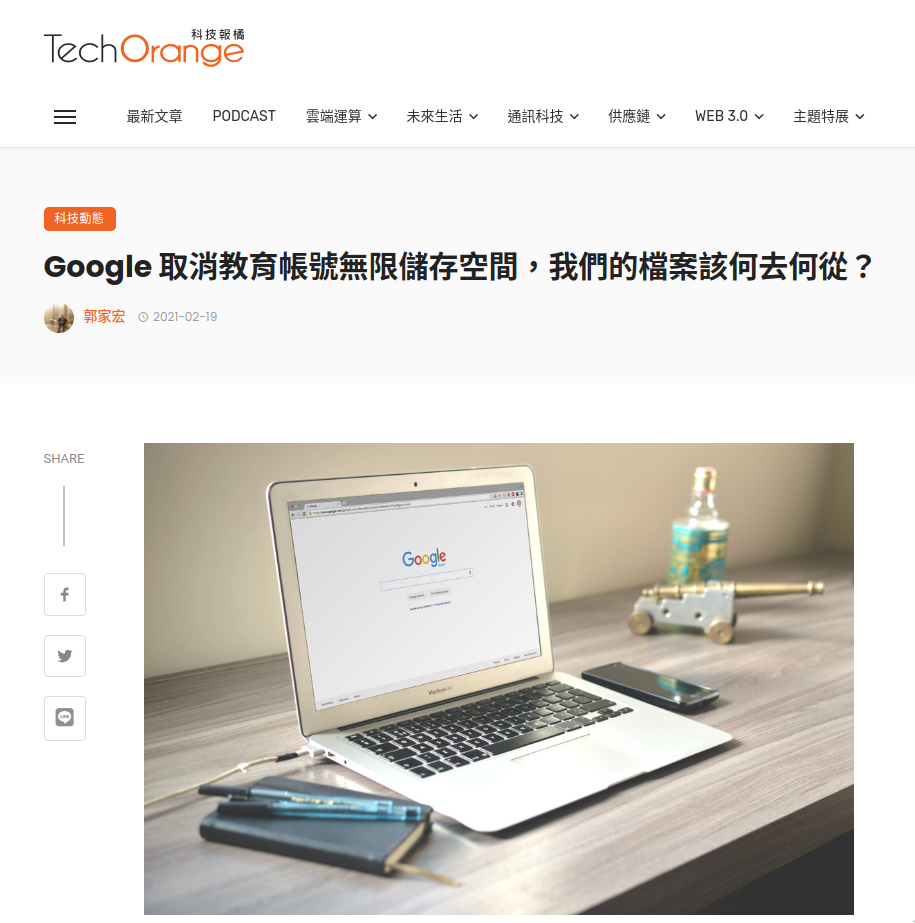 科技報橘
TechOrange
最新文章 PODCAST 雲端運算 未來生活 通訊科技 供應鏈 WEB 3.0 主題特展
科技動態
Google 取消教育帳號無限儲存空間，我們的檔案該何去何從？
郭家宏 2021-02-19
SHARE
LINE
Google
MacBook Air